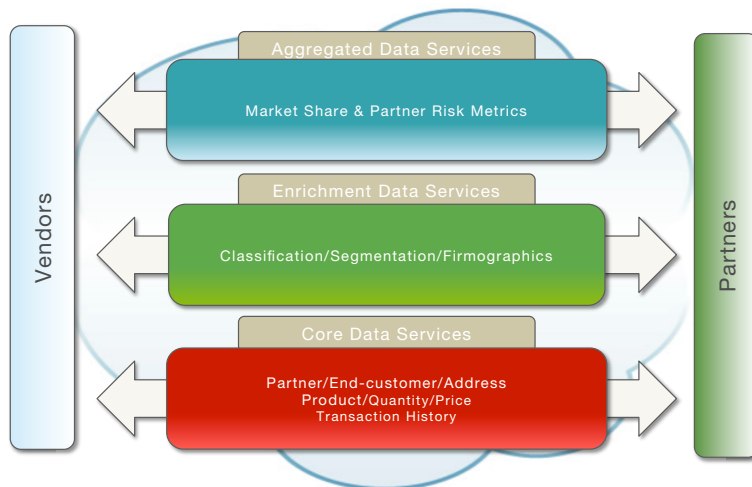 Vendors
Aggregated Data Services
Market Share & Partner Risk Metrics
Enrichment Data Services
Classification/Segmentation/Firmographics
Core Data Services
Partner/End-customer/Address
Product/Quantity/Price
Transaction History
Partners